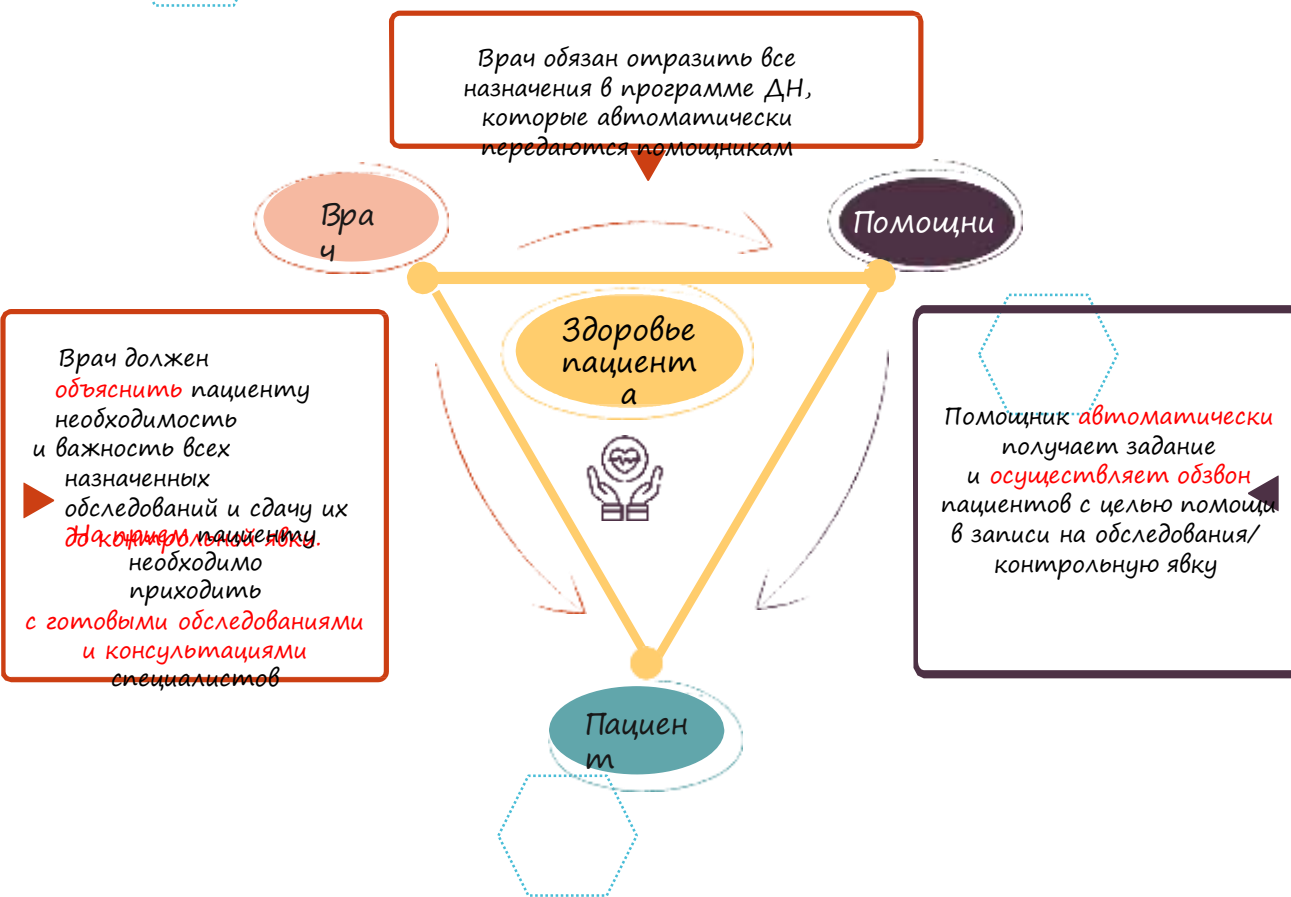 Врач обязан отразить все
назначения в программе ДН,
которые автоматически
передаются помощникам
Вра
ч
Помощни
Здоровье
пациент
а
Врач должен
объяснить пациенту
необходимость
и важность всех
назначенных
обследований и сдачу их
до контрольной явки.
На прием пациенту
необходимо
приходить
с готовыми обследованиями
и консультациями
специалистов
Помощник автоматически
получает задание
и осуществляет обзвон
пациентов с целью помощи
в записи на обследования/
контрольную явку
Пациен
т